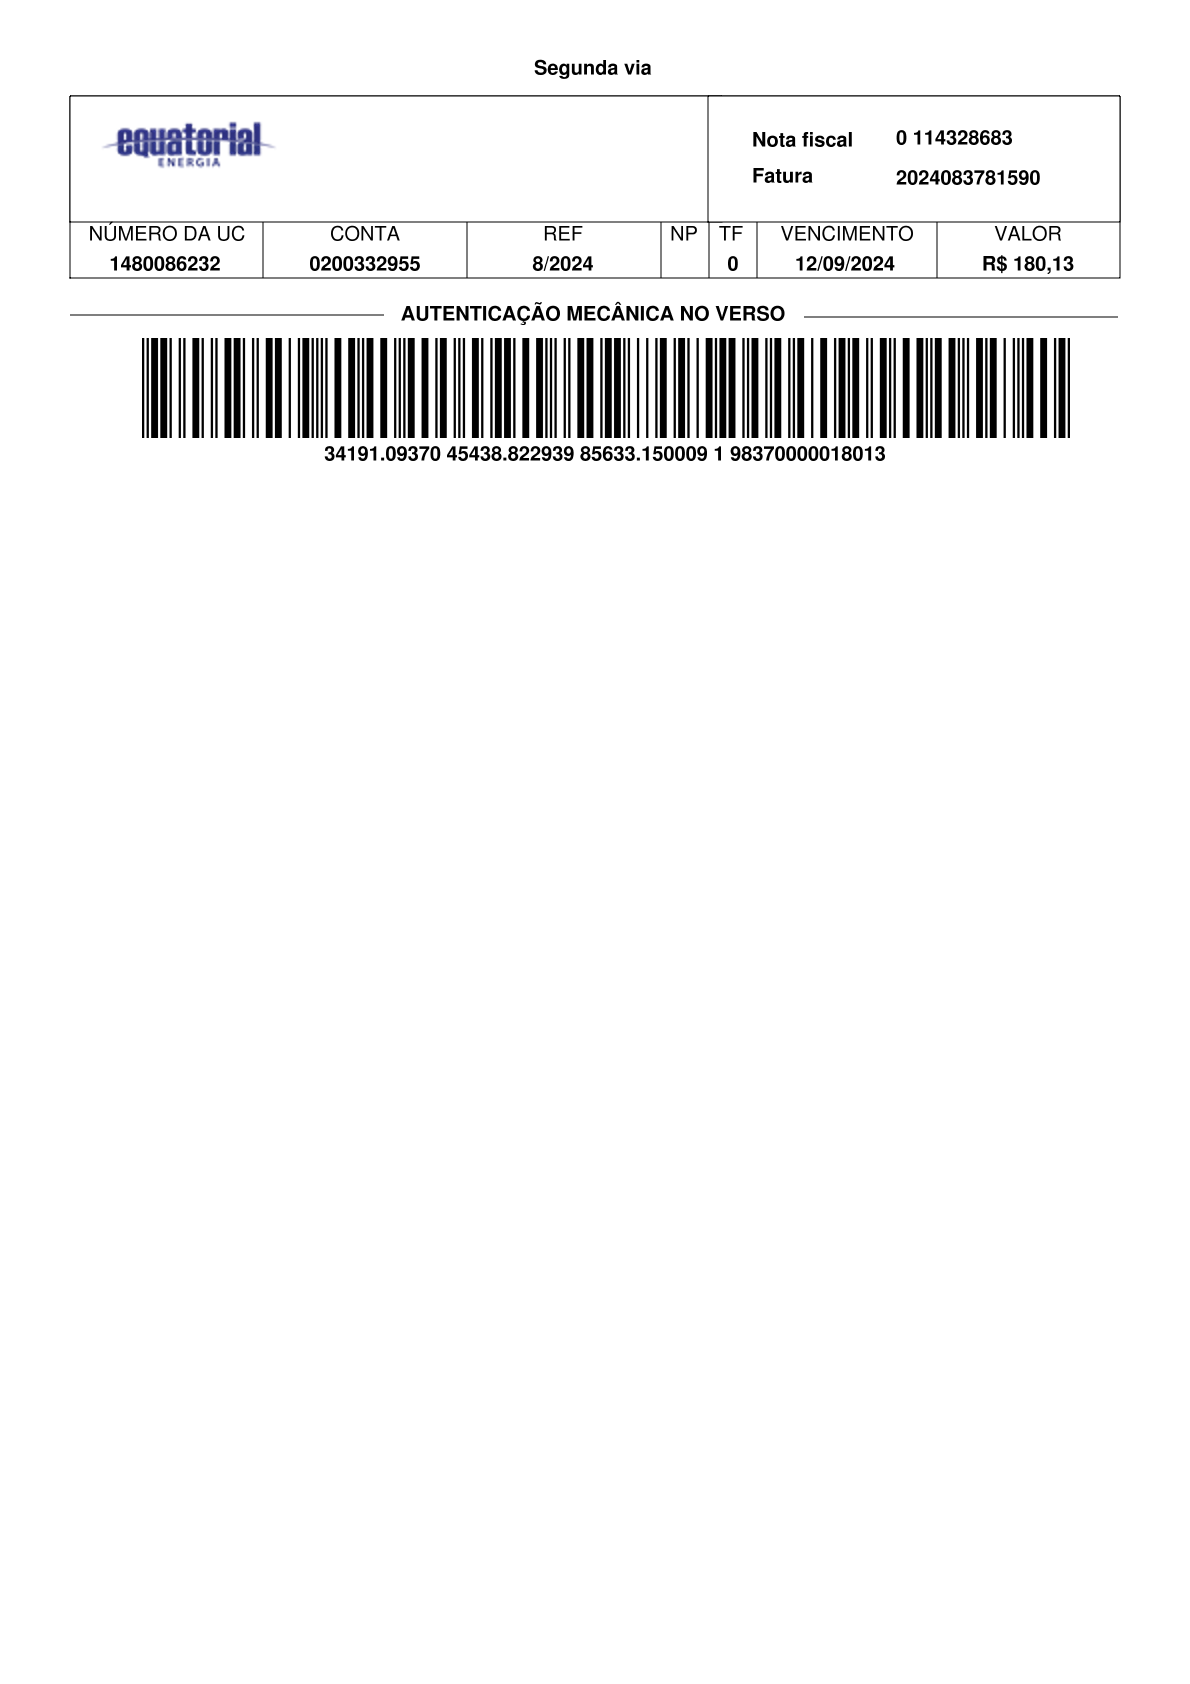 Segunda via
equatorial
ENERGIA
Nota fiscal 0 114328683
Fatura 2024083781590
NÚMERO DA UC CONTA REF NP TF VENCIMENTO VALOR
1480086232 0200332955 8/2024 0 12/09/2024 R$ 180,13
AUTENTICAÇÃO MECÂNICA NO VERSO
34191.09370 45438.822939 85633.150009 1 98370000018013